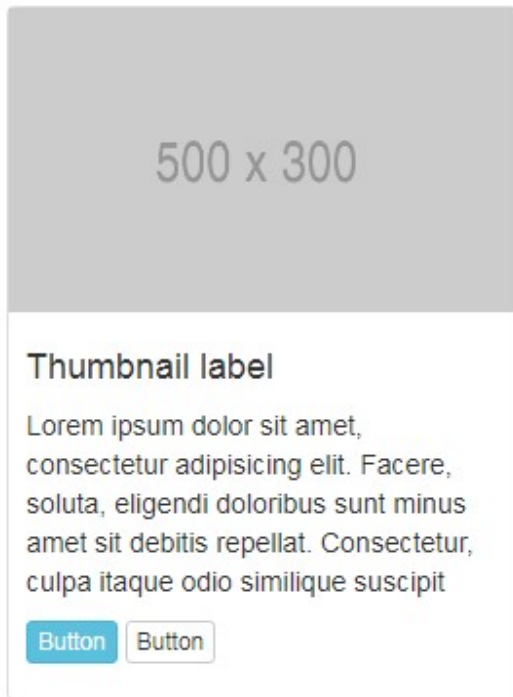 500 x 300
Thumbnail label
Lorem ipsum dolor sit amet,
consectetur adipisicing elit. Facere,
soluta, eligendi doloribus sunt minus
amet sit debitis repellat. Consectetur,
culpa itaque odio similique suscipit
Button Button